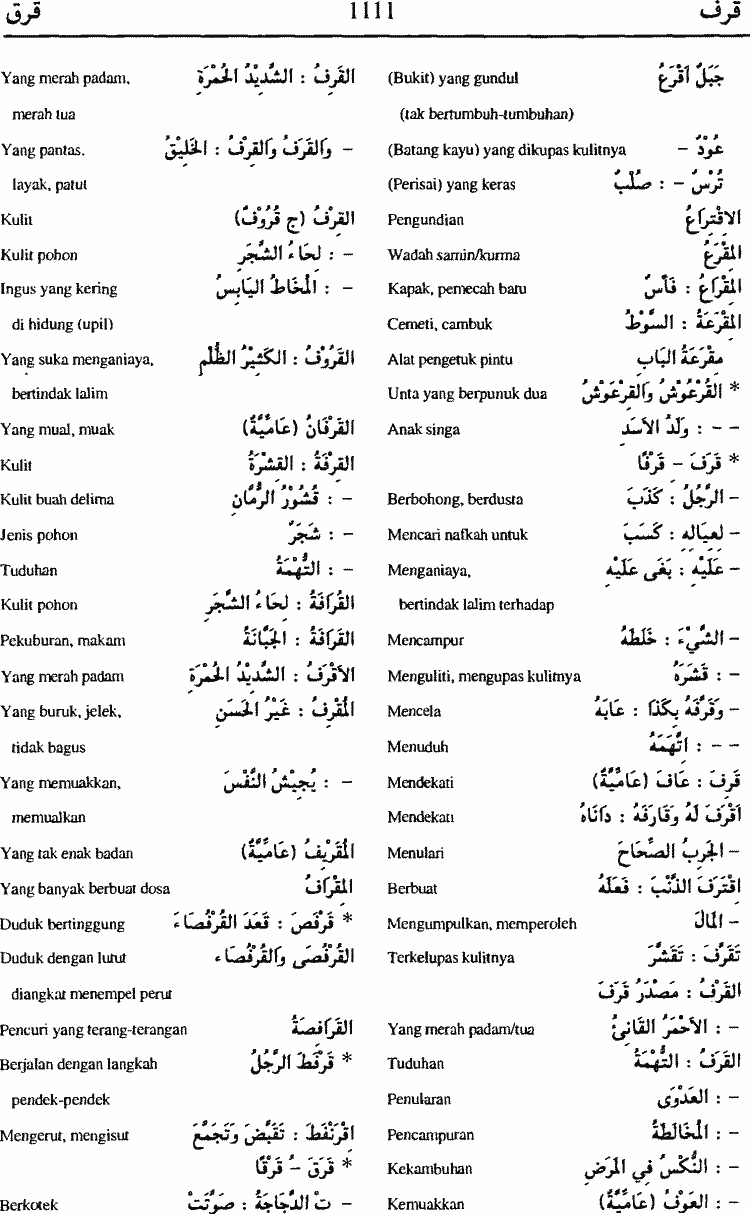 قرف 1111 قرق
جَبَلٌ أَقْرَعُ (Bukit) yang gundul
(tak bertumbuh-tumbuhan)
عُوْدٌ – (Batang kayu) yang dikupas kulitnya
تُرْسٌ – : صُلْبٌ (Perisai) yang keras
الاقْتِرَاعُ Pengundian
المِقْرَعُ Wadah samin/kurma
المِقْرَاعُ : فَأْسٌ Kapak, pemecah batu
المِقْرَعَةُ : السَّوْطُ Cemeti, cambuk
مِقْرَعَةُ البَابِ Alat pengetuk pintu
* القُرْعُوْشُ وَالقِرْعَوْشُ Unta yang berpunuk dua
– – : وَلَدُ الأَسَدِ Anak singa
* قَرَفَ – قَرْفًا
– الرَّجُلُ : كَذَبَ Berbohong, berdusta
– لِعِيَالِهِ : كَسَبَ Mencari nafkah untuk
– عَلَيْهِ : بَغَى عَلَيْهِ Menganiaya,
bertindak lalim terhadap
– الشَّيْءَ : خَلَطَهُ Mencampur
– : قَشَرَهُ Menguliti, mengupas kulitnya
– وَقَرَّفَهُ بِكَذَا : عَابَهُ Mencela
– – : اتَّهَمَهُ Menuduh
قَرِفَ : عَافَ (عَامِّيَّةٌ) Mendekati
أَقْرَفَ لَهُ وَقَارَفَهُ : دَانَاهُ Mendekati
– الجَرَبُ الصِّحَاحَ Menulari
اقْتَرَفَ الذَّنْبَ : فَعَلَهُ Berbuat
– المَالَ Mengumpulkan, memperoleh
تَقَرَّفَ : تَقَشَّرَ Terkelupas kulitnya
القَرْفُ : مَصْدَرُ قَرَفَ
– : الأَحْمَرُ القَانِئُ Yang merah padam/tua
القَرَفُ : التُّهْمَةُ Tuduhan
– : العَدْوَى Penularan
– : المُخَالَطَةُ Pencampuran
– : النُّكْسُ فِي المَرَضِ Kekambuhan
– : العَوْفُ (عَامِّيَّةٌ) Kemuakkan
القَرِفُ : الشَّدِيْدُ الحُمْرَةِ Yang merah padam,
merah tua
– وَالقَرَفُ وَالقَرِفُ : الخَلِيْقُ Yang pantas,
layak, patut
القِرْفُ (ج قُرُوْفٌ) Kulit
– : لِحَاءُ الشَّجَرِ Kulit pohon
– : المُخَاطُ اليَابِسُ Ingus yang kering
di hidung (upil)
القَرُوْفُ : الكَثِيْرُ الظُّلْمِ Yang suka menganiaya,
bertindak lalim
القَرْفَانُ (عَامِّيَّةٌ) Yang mual, muak
القِرْفَةُ : القِشْرَةُ Kulit
– : قُشُوْرُ الرُّمَّانِ Kulit buah delima
– : شَجَرٌ Jenis pohon
– : التُّهْمَةُ Tuduhan
القُرَافَةُ : لِحَاءُ الشَّجَرِ Kulit pohon
القَرَافَةُ : الجَبَّانَةُ Pekuburan, makam
الأَقْرَفُ : الشَّدِيْدُ الحُمْرَةِ Yang merah padam
المُقْرِفُ : غَيْرُ الحَسَنِ Yang buruk, jelek,
tidak bagus
– : يُجِيْشُ النَّفْسَ Yang memuakkan,
memualkan
المُقَرْيِفُ (عَامِّيَّةٌ) Yang tak enak badan
المِقْرَافُ Yang banyak berbuat dosa
* قَرْفَصَ : قَعَدَ القُرْفُصَاءَ Duduk bertinggung
القُرْفُصَى وَالقُرْفُصَاءُ Duduk dengan lutut
diangkat menempel perut
القَرَافِصَةُ Pencuri yang terang-terangan
* قَرْفَطَ الرَّجُلُ Berjalan dengan langkah
pendek-pendek
اقْرَنْفَطَ : تَقَبَّضَ وَتَجَمَّعَ Mengerut, mengisut
* قَرَقَ – قَرْقًا
– تْ الدَّجَاجَةُ : صَوَّتَتْ Berkotek